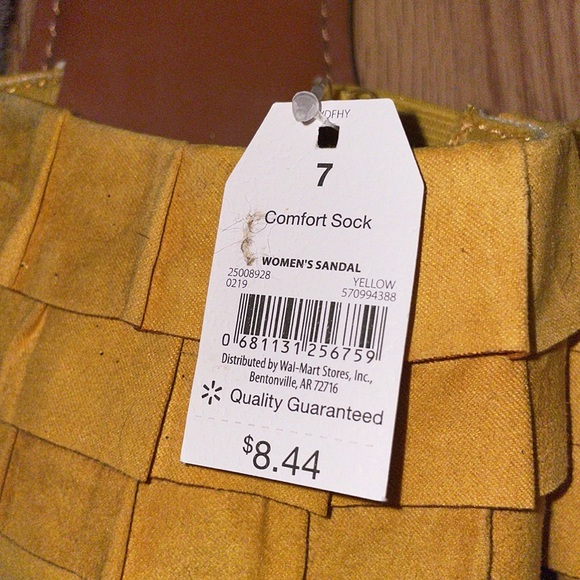 7
Comfort Sock
WOMEN'S SANDAL
25008928 YELLOW
0219 570994388
0 681131 256759
Distributed by Wal-Mart Stores, Inc.,
Bentonville, AR 72716
Quality Guaranteed
$8.44